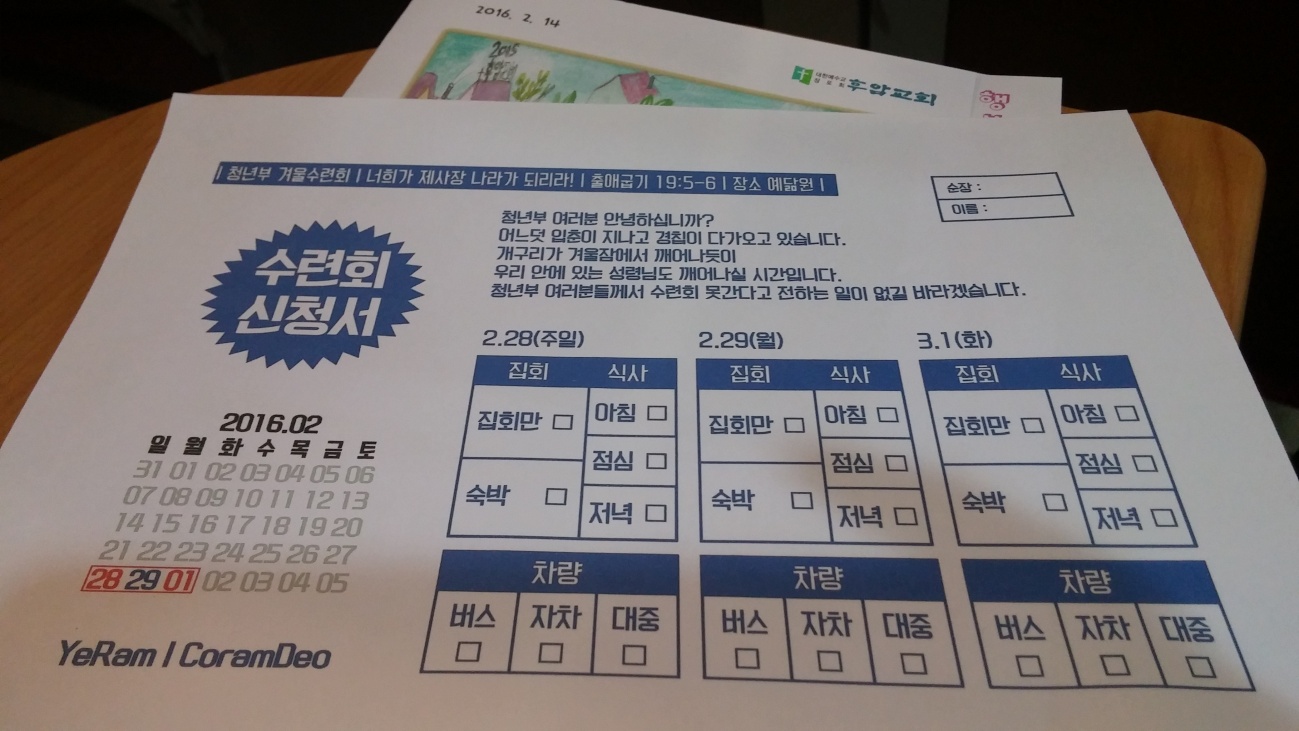 2016. 2. 14
2015
대한예수교
장로회
후암교회
행
| 청년부 겨울수련회 | 너희가 제사장 나라가 되리라! | 출애굽기 19:5-6 | 장소 예닮원 |
순장 :
이름 :
수련회
신청서
청년부 여러분 안녕하십니까?
어느덧 입춘이 지나고 경칩이 다가오고 있습니다.
개구리가 겨울잠에서 깨어나듯이
우리 안에 있는 성령님도 깨어나실 시간입니다.
청년부 여러분들께서 수련회 못간다고 전하는 일이 없길 바라겠습니다.
2.28(주일) 2.29(월) 3.1(화)
집회 식사 집회 식사 집회 식사
집회만 □ 아침 □ 집회만 □ 아침 □ 집회만 □ 아침 □
점심 □ 점심 □ 점심 □
숙박 □ 저녁 □ 숙박 □ 저녁 □ 숙박 □ 저녁 □
차량 차량 차량
버스 자차 대중 버스 자차 대중 버스 자차 대중
□ □ □ □ □ □ □ □ □
2016.02
일 월 화 수 목 금 토
31 01 02 03 04 05 06
07 08 09 10 11 12 13
14 15 16 17 18 19 20
21 22 23 24 25 26 27
28 29 01 02 03 04 05
YeRam | CoramDeo